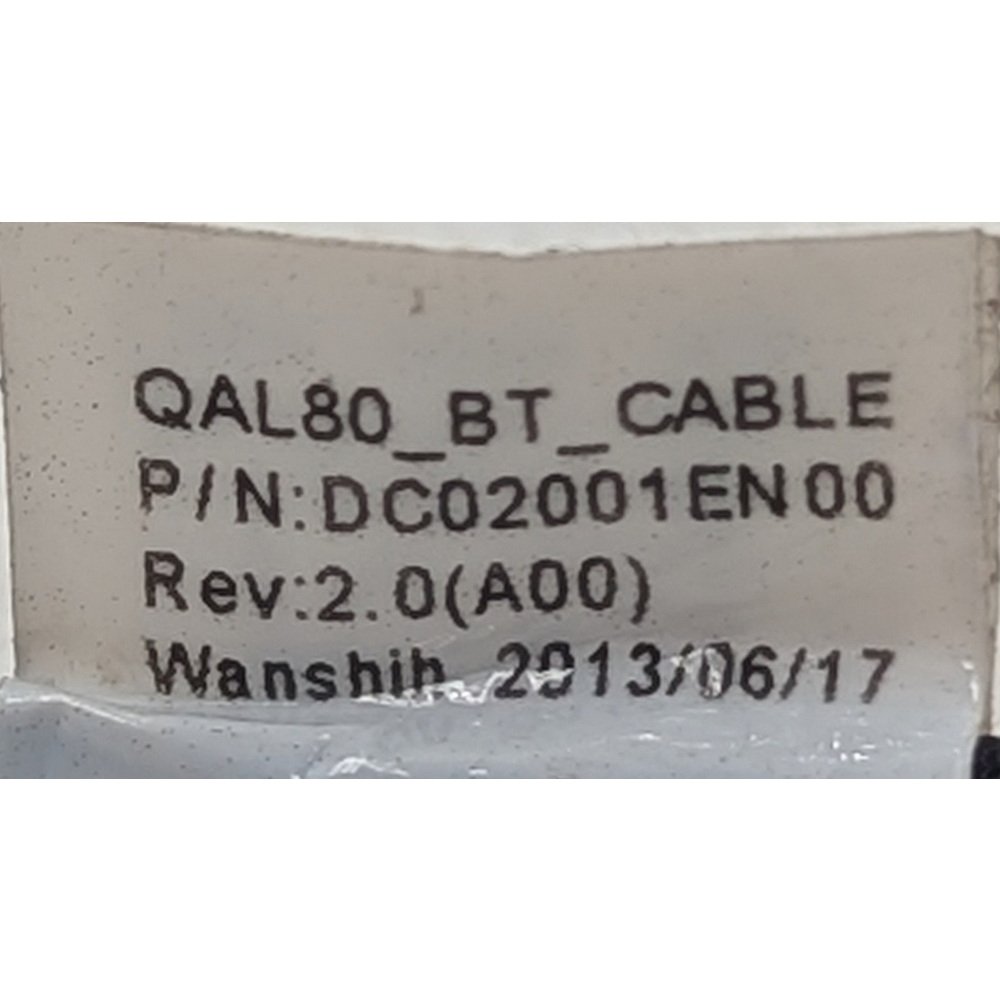 QAL80_BT_CABLE
P/N:DC02001EN00
Rev:2.0(A00)
Wanshih 2013/06/17